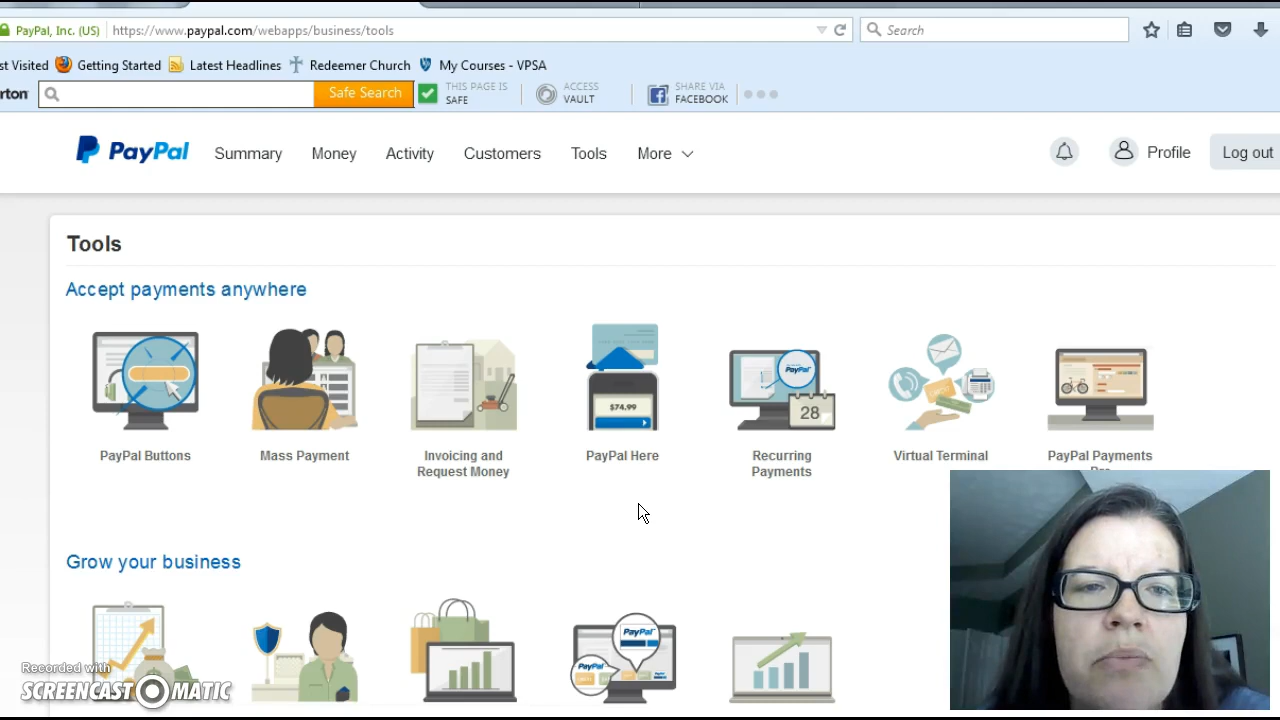 PayPal, Inc. (US) https://www.paypal.com/webapps/business/tools Search
st Visited Getting Started Latest Headlines Redeemer Church My Courses - VPSA
rton Safe Search THIS PAGE IS SAFE ACCESS VAULT SHARE VIA FACEBOOK
PayPal Summary Money Activity Customers Tools More Profile Log out
Tools
Accept payments anywhere
$74.99
PayPal
28
PayPal Buttons
Mass Payment
Invoicing and
Request Money
PayPal Here
Recurring
Payments
Virtual Terminal
PayPal Payments
Grow your business
PayPal
PayPal
Recorded with
SCREENCAST MATIC